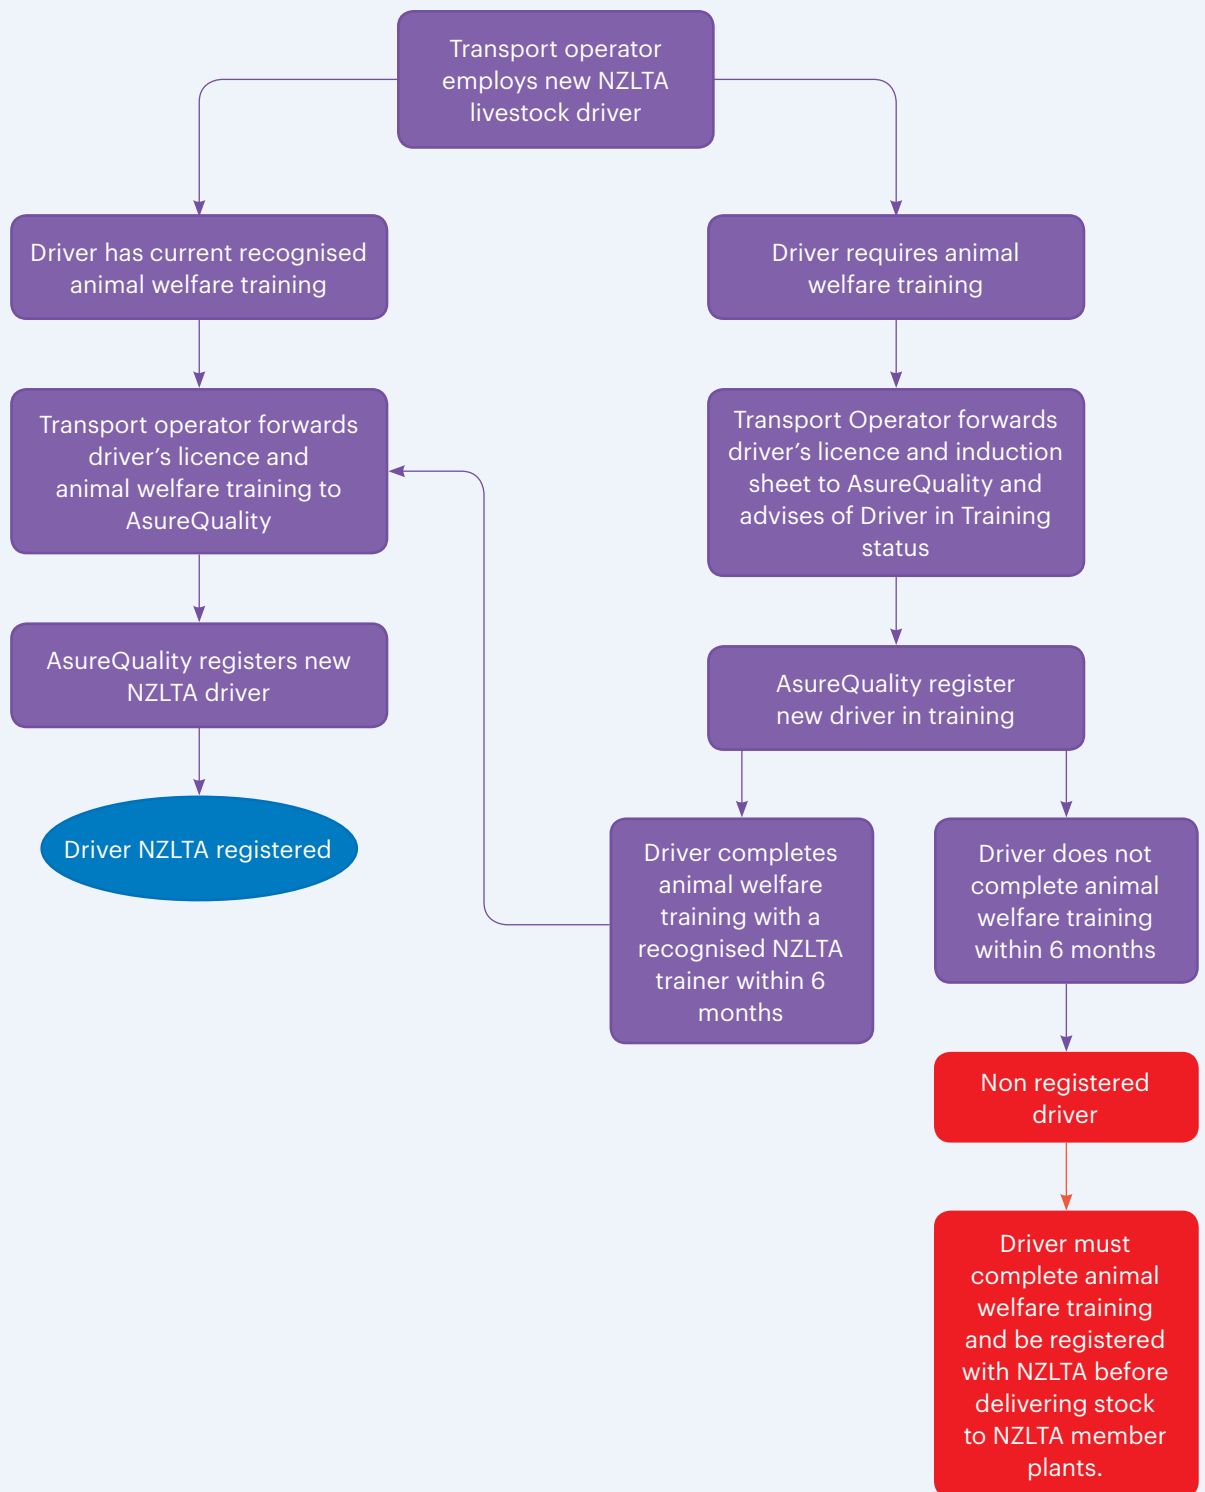 Transport operator
employs new NZLTA
livestock driver
Driver has current recognised
animal welfare training
Driver requires animal
welfare training
Transport operator forwards
driver’s licence and
animal welfare training to
AsureQuality
Transport Operator forwards
driver’s licence and induction
sheet to AsureQuality and
advises of Driver in Training
status
AsureQuality registers new
NZLTA driver
AsureQuality register
new driver in training
Driver NZLTA registered
Driver completes
animal welfare
training with a
recognised NZLTA
trainer within 6
months
Driver does not
complete animal
welfare training
within 6 months
Non registered
driver
Driver must
complete animal
welfare training
and be registered
with NZLTA before
delivering stock
to NZLTA member
plants.